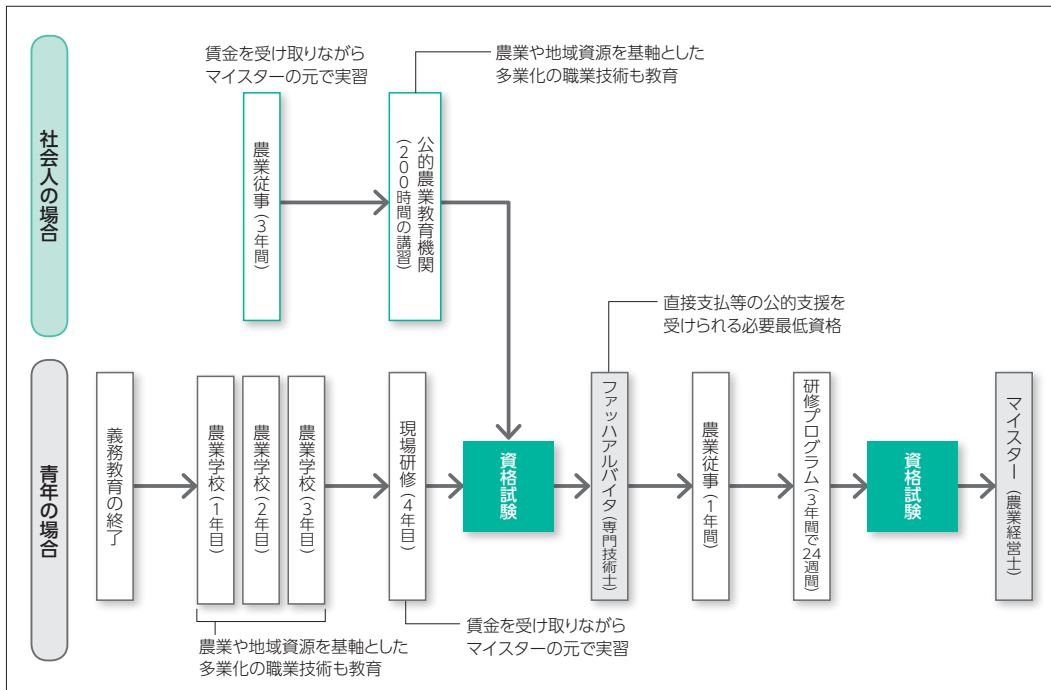 社会人の場合
賃金を受け取りながら
マイスターの元で実習
農業従事(3年間)
農業や地域資源を基軸とした
多業化の職業技術も教育
公的農業教育機関
(200時間の講習)
青年の場合
義務教育の終了
農業学校(1年目)
農業学校(2年目)
農業学校(3年目)
農業や地域資源を基軸とした
多業化の職業技術も教育
現場研修(4年目)
賃金を受け取りながら
マイスターの元で実習
資格試験
直接支払等の公的支援を
受けられる必要最低資格
ファッハアルバイタ(専門技術士)
農業従事(1年間)
研修プログラム(3年間で24週間)
資格試験
マイスター(農業経営士)